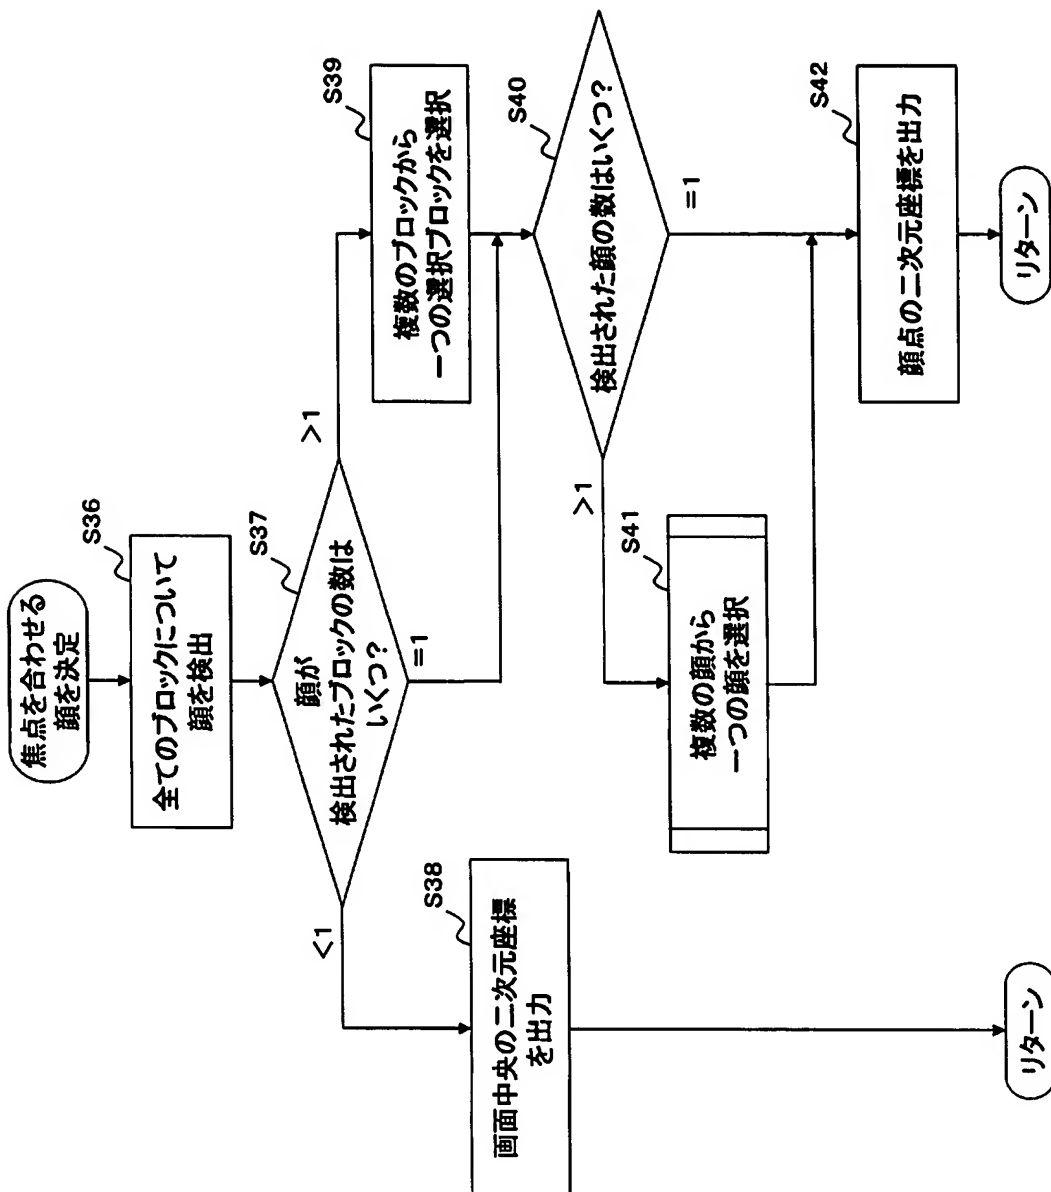 焦点を合わせる
顔を決定
S36
全てのブロックについて
顔を検出
S37
顔が
検出されたブロックの数は
いくつ?
<1
=1
>1
S38
画面中央の二次元座標
を出力
リターン
S39
複数のブロックから
一つの選択ブロックを選択
S40
検出された顔の数はいくつ?
>1
=1
S41
複数の顔から
一つの顔を選択
S42
顔点の二次元座標を出力
リターン